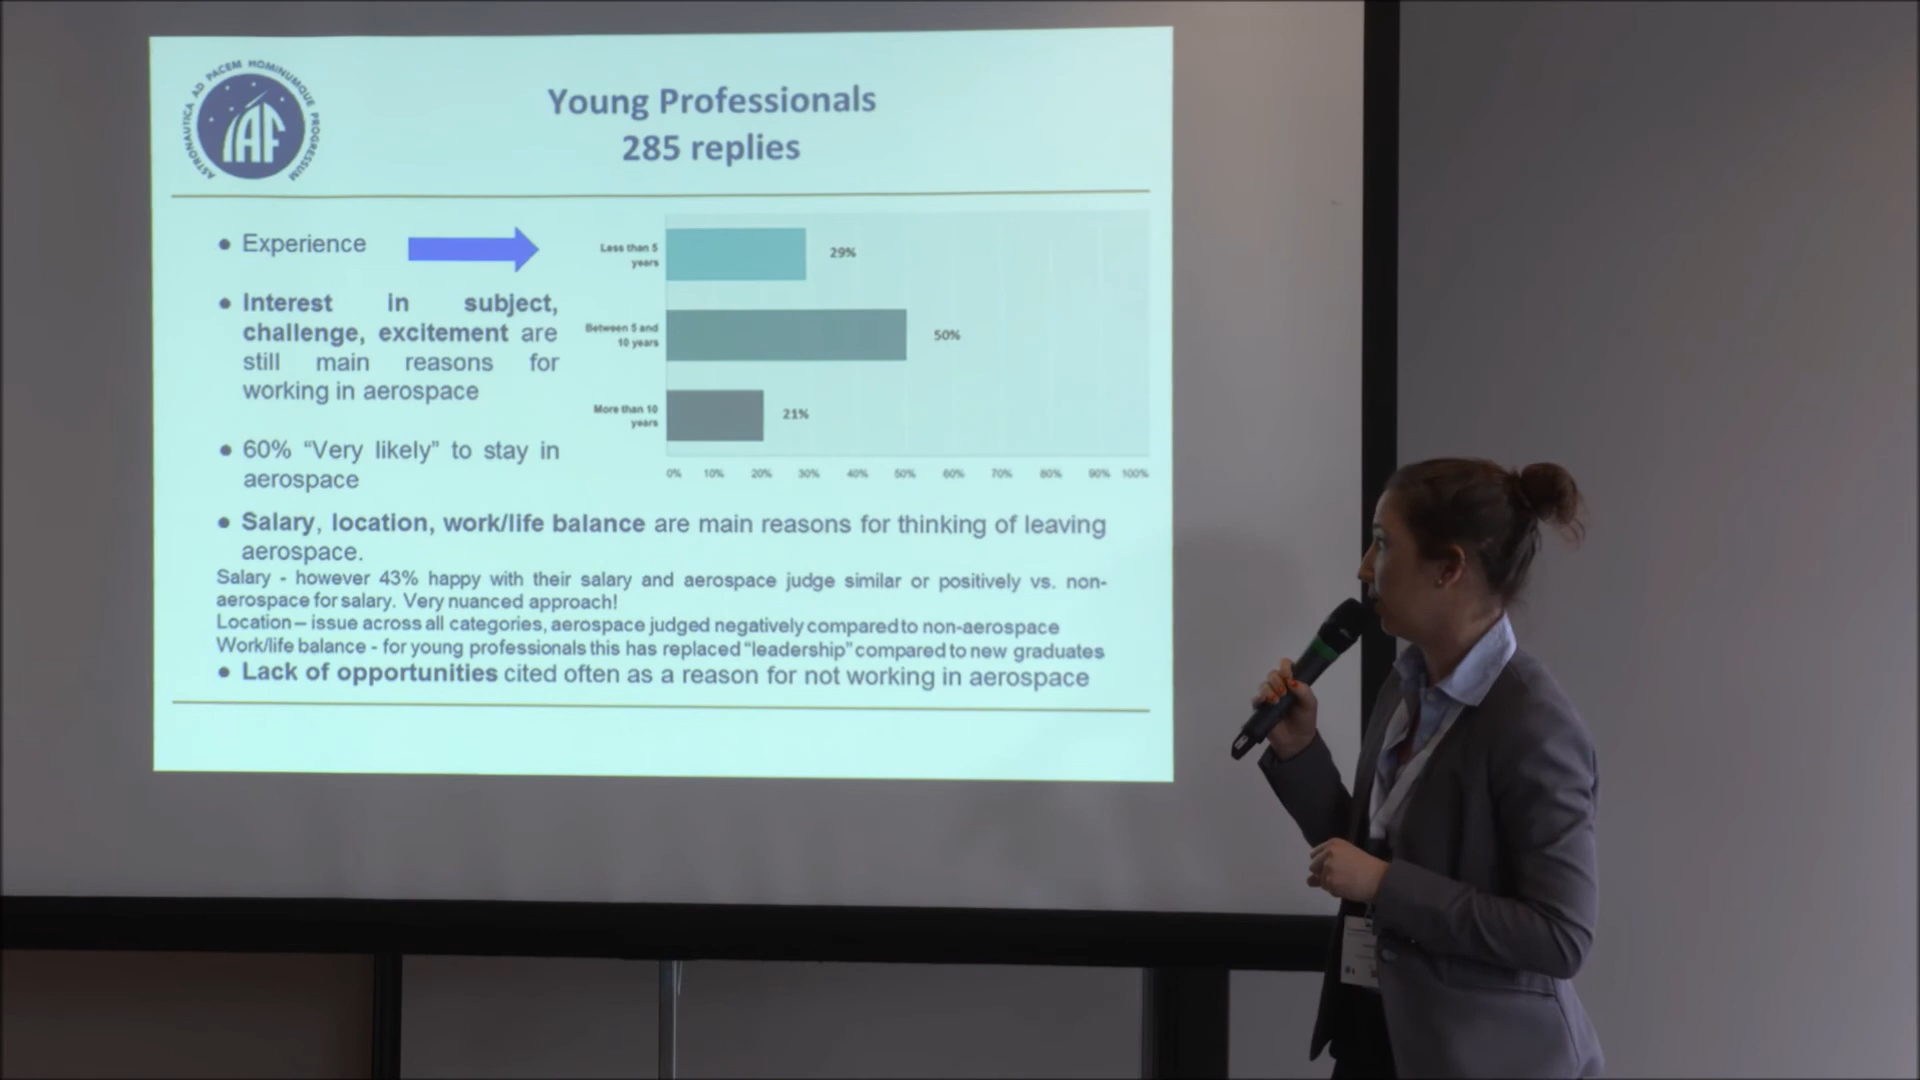 ASTRONAUTICA AD PACEM HOMINUMQUE PROGRESSUM
IAF
Young Professionals
285 replies
● Experience
● Interest in subject,
challenge, excitement are
still main reasons for
working in aerospace
● 60% “Very likely” to stay in
aerospace
Less than 5
years
29%
Between 5 and
10 years
50%
More than 10
years
21%
0% 10% 20% 30% 40% 50% 60% 70% 80% 90% 100%
● Salary, location, work/life balance are main reasons for thinking of leaving
aerospace.
Salary - however 43% happy with their salary and aerospace judge similar or positively vs. non-
aerospace for salary. Very nuanced approach!
Location – issue across all categories, aerospace judged negatively compared to non-aerospace
Work/life balance - for young professionals this has replaced “leadership” compared to new graduates
● Lack of opportunities cited often as a reason for not working in aerospace